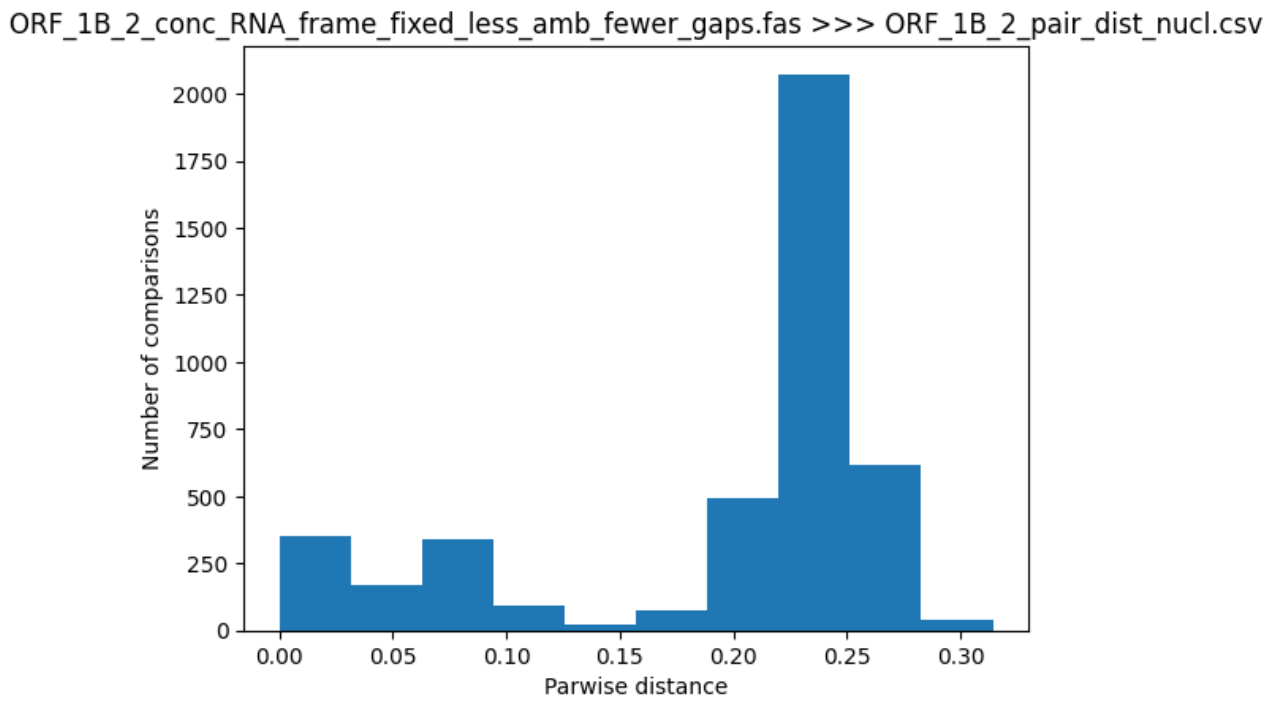 ORF_1B_2_conc_RNA_frame_fixed_less_amb_fewer_gaps.fas >>> ORF_1B_2_pair_dist_nucl.csv
2000
1750
1500
1250
1000
750
500
250
0
Number of comparisons
0.00 0.05 0.10 0.15 0.20 0.25 0.30
Parwise distance